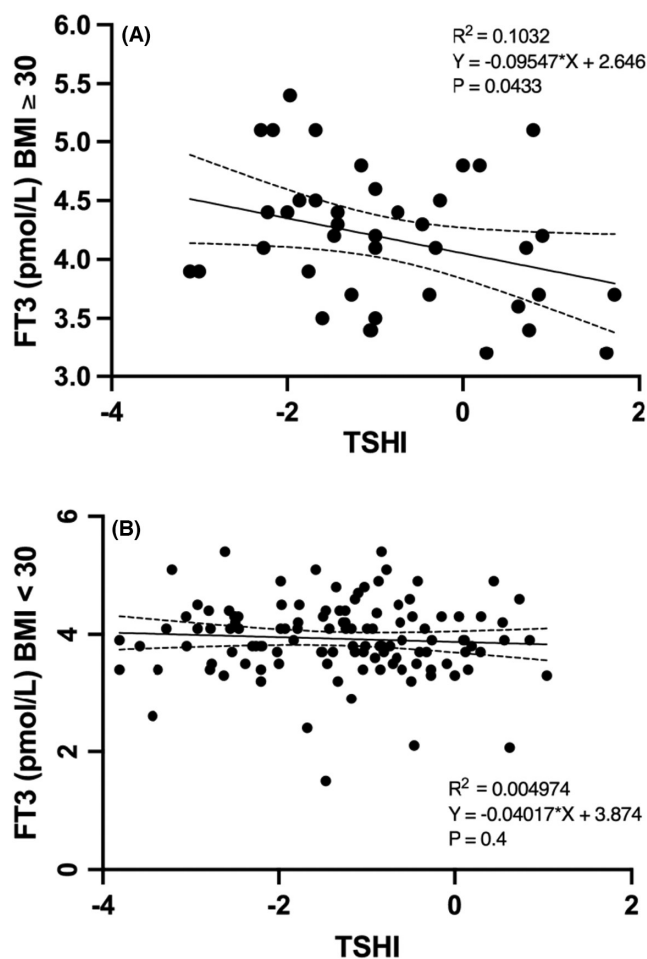 (A)
R² = 0.1032
Y = -0.09547*X + 2.646
P = 0.0433
FT3 (pmol/L) BMI ≥ 30
6.0
5.5
5.0
4.5
4.0
3.5
3.0
-4
-2
0
2
TSHI
(B)
FT3 (pmol/L) BMI < 30
6
4
2
0
R² = 0.004974
Y = -0.04017*X + 3.874
P = 0.4
-4
-2
0
2
TSHI